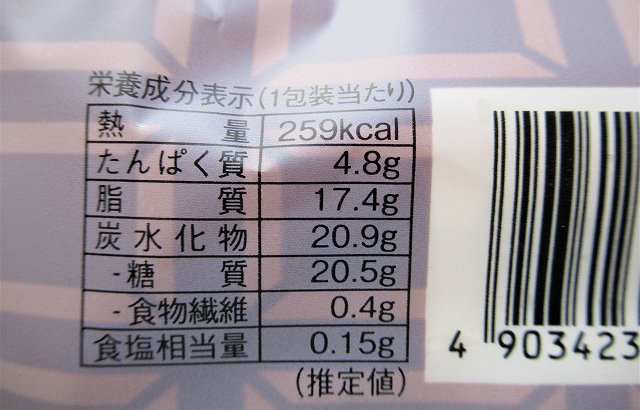 栄養成分表示(1包装当たり)
熱量 259kcal
たんぱく質 4.8g
脂質 17.4g
炭水化物 20.9g
-糖質 20.5g
-食物繊維 0.4g
食塩相当量 0.15g
(推定値)
4 903423